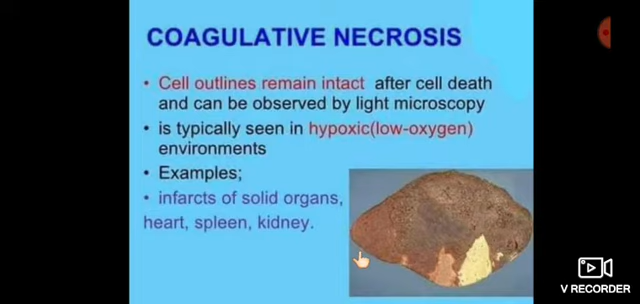 COAGULATIVE NECROSIS
• Cell outlines remain intact after cell death
and can be observed by light microscopy
• is typically seen in hypoxic(low-oxygen)
environments
• Examples;
• infarcts of solid organs,
heart, spleen, kidney.
V RECORDER